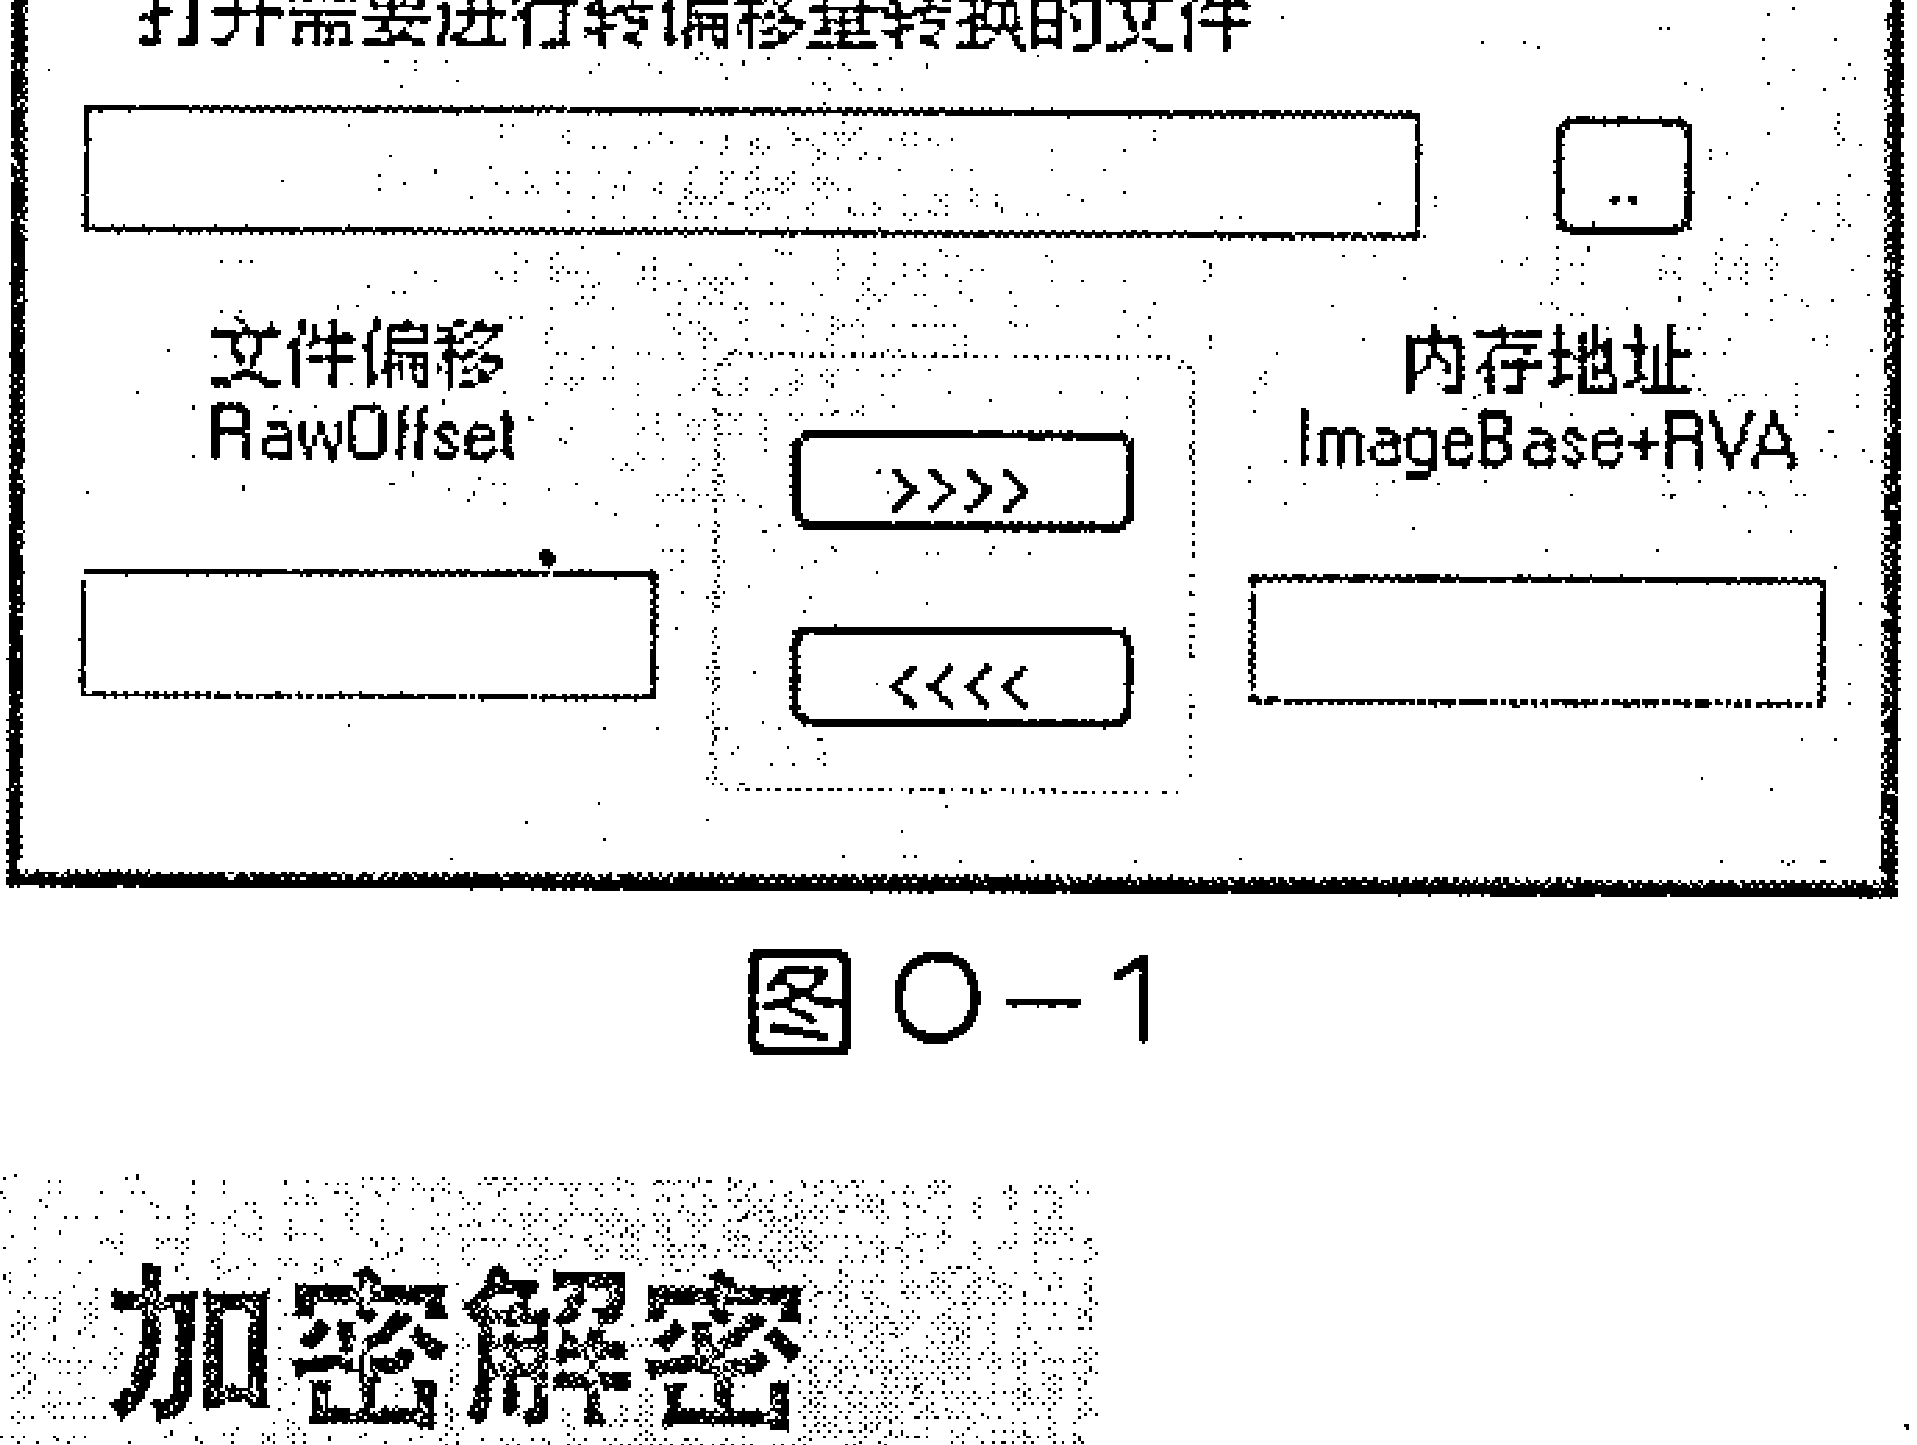 打开需要进行转偏移量转换的文件
..
文件偏移
RawOffset
内存地址
ImageBase+RVA
>>>>
<<<<
图 0-1
加密解密